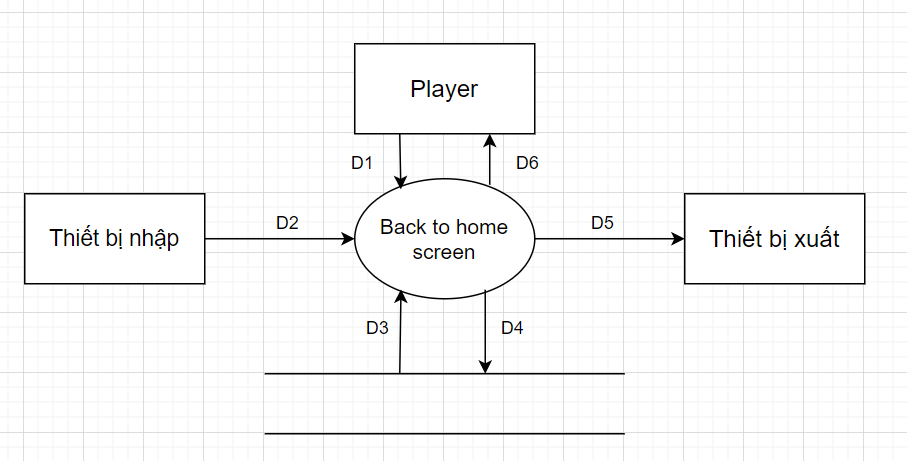 Player
D1
D6
Thiết bị nhập
D2
Back to home
screen
D5
Thiết bị xuất
D3
D4